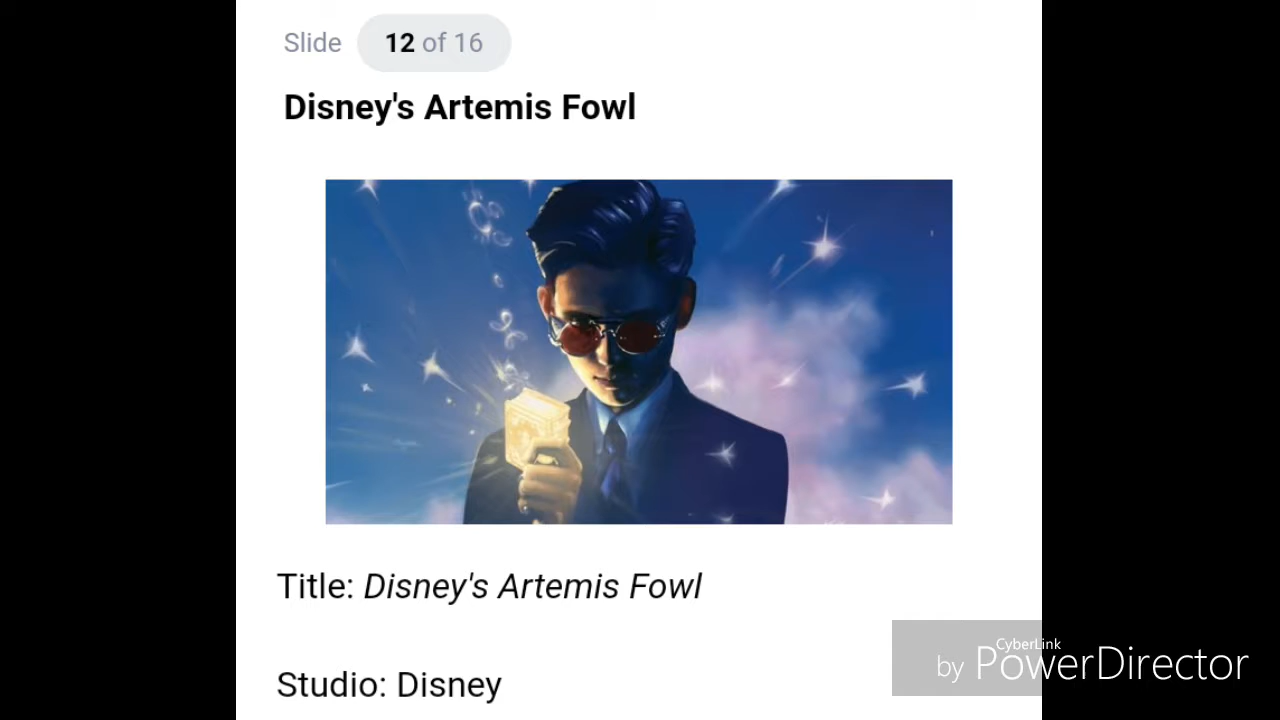 Slide 12 of 16
Disney's Artemis Fowl
Title: Disney's Artemis Fowl
Studio: Disney
CyberLink
by PowerDirector